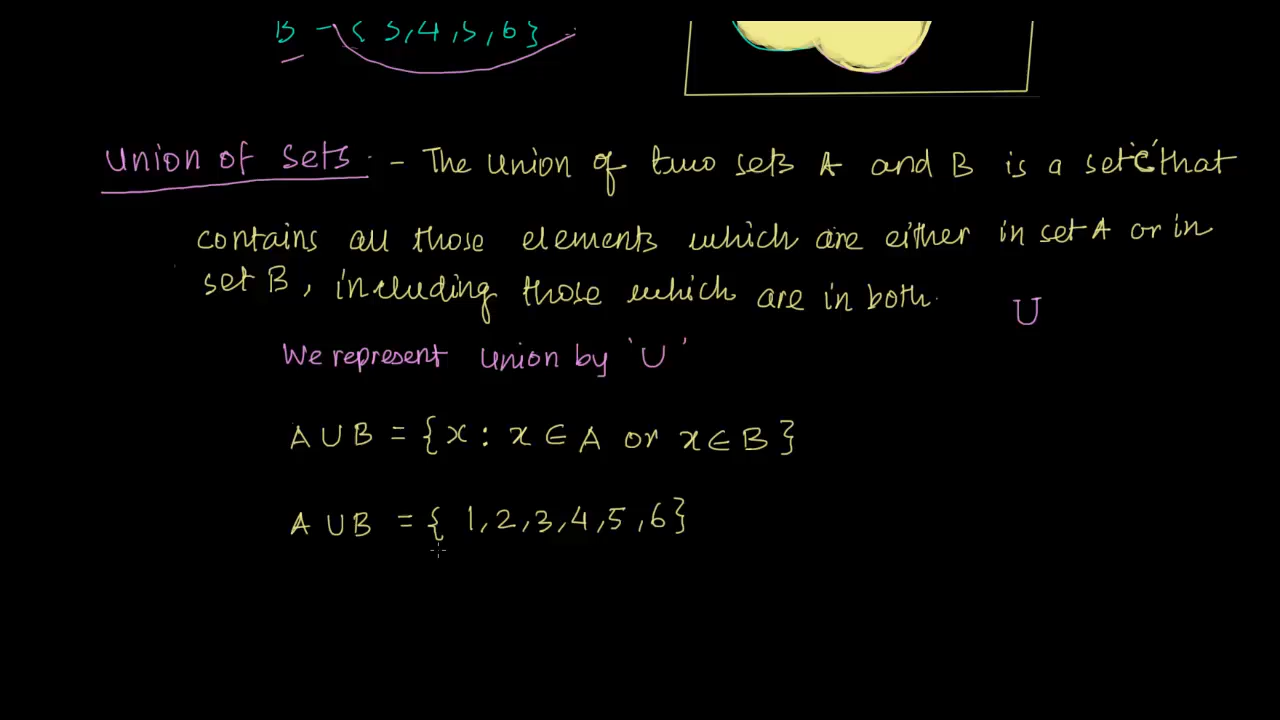 B = { 3, 4, 5, 6 }
Union of sets :- The union of two sets A and B is a set 'C' that
contains all those elements which are either in set A or in
set B, including those which are in both.
U
We represent union by 'U'
A U B = { x : x ∈ A or x ∈ B }
A U B = { 1, 2, 3, 4, 5, 6 }